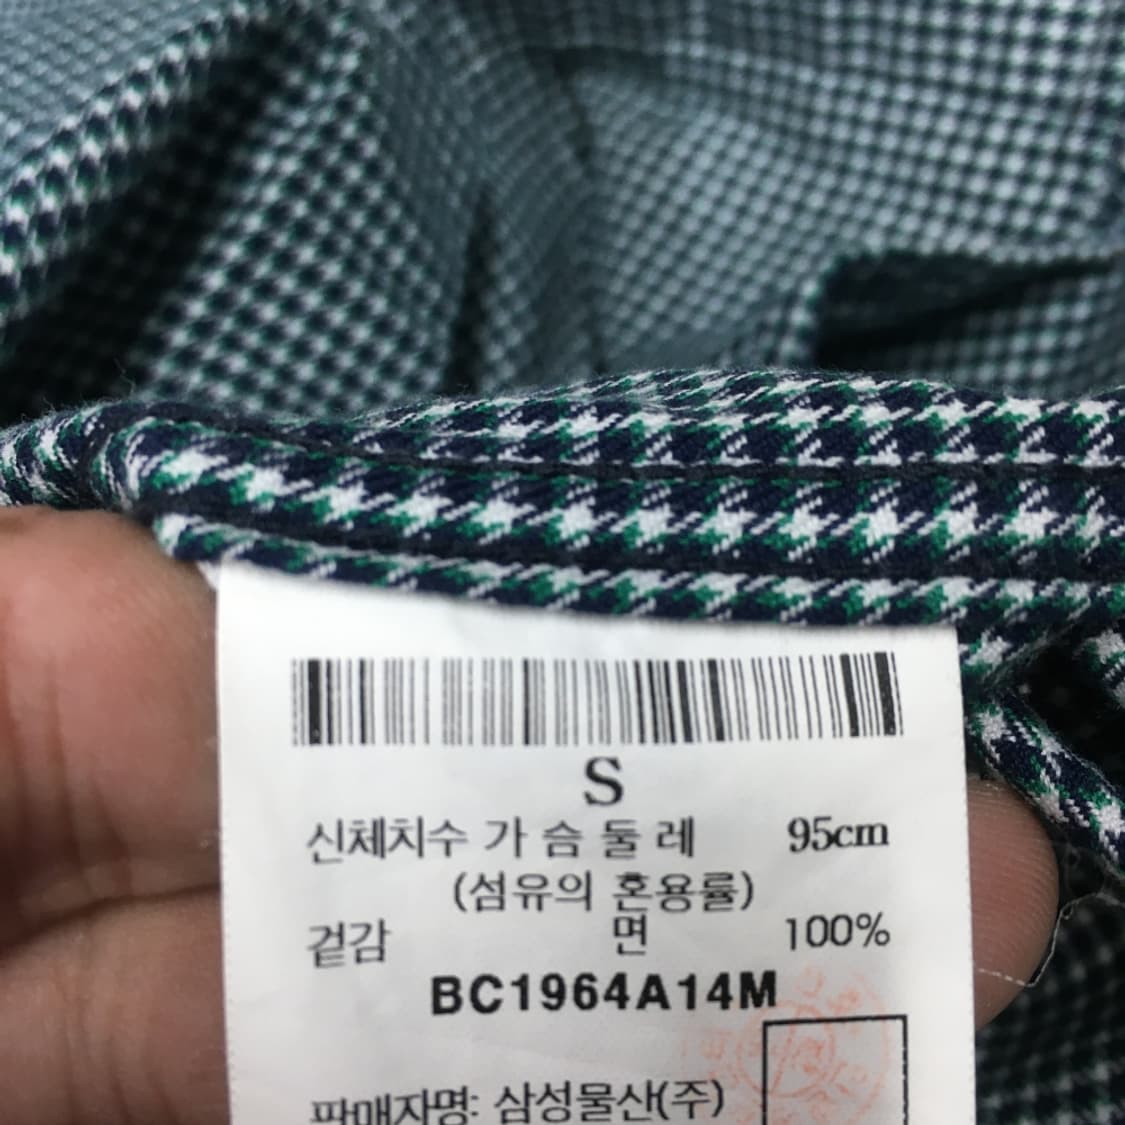 S
신체치수 가 슴 둘 레 95cm
(섬유의 혼용률)
겉감 면 100%
BC1964A14M
판매자명: 삼성물산(주)